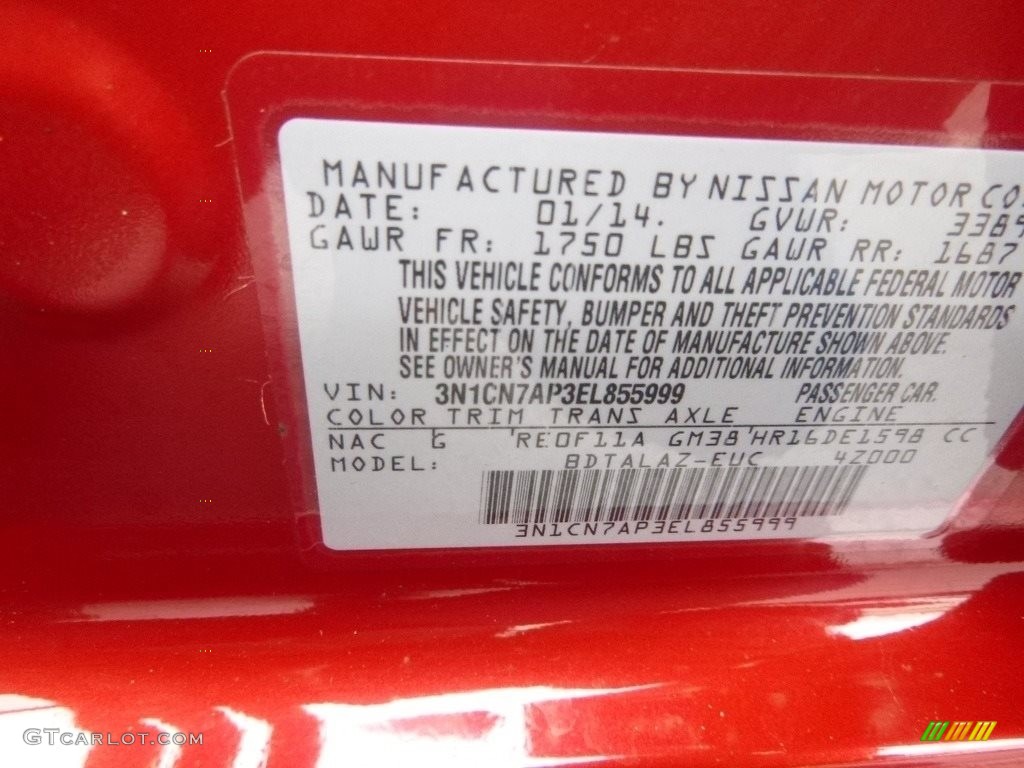 MANUFACTURED BY NISSAN MOTOR CO.
DATE: 01/14. GVWR: 3389
GAWR FR: 1750 LBS GAWR RR: 1687
THIS VEHICLE CONFORMS TO ALL APPLICABLE FEDERAL MOTOR
VEHICLE SAFETY, BUMPER AND THEFT PREVENTION STANDARDS
IN EFFECT ON THE DATE OF MANUFACTURE SHOWN ABOVE.
SEE OWNER'S MANUAL FOR ADDITIONAL INFORMATION.
VIN: 3N1CN7AP3EL855999 PASSENGER CAR.
COLOR TRIM TRANS AXLE ENGINE
NAC G RE0F11A GM38 HR16DE1598 CC
MODEL: BDTALAZ-EUC 4Z000
3N1CN7AP3EL855999
GTCARLOT.COM